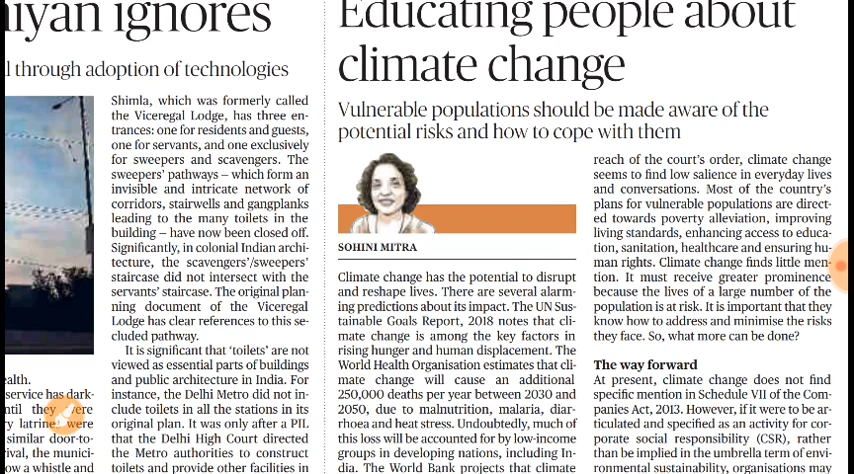 iyan ignores
l through adoption of technologies
Shimla, which was formerly called
the Viceregal Lodge, has three en-
trances: one for residents and guests,
one for servants, and one exclusively
for sweepers and scavengers. The
sweepers' pathways – which form an
invisible and intricate network of
corridors, stairwells and gangplanks
leading to the many toilets in the
building – have now been closed off.
Significantly, in colonial Indian archi-
tecture, the scavengers'/sweepers'
staircase did not intersect with the
servants' staircase. The original plan-
ning document of the Viceregal
Lodge has clear references to this se-
cluded pathway.
It is significant that 'toilets' are not
viewed as essential parts of buildings
and public architecture in India. For
instance, the Delhi Metro did not in-
clude toilets in all the stations in its
original plan. It was only after a PIL
that the Delhi High Court directed
the Metro authorities to construct
toilets and provide other facilities in
ealth.
service has dark-
ntil they were
ry latrine were
similar door-to-
rival, the munici-
ow a whistle and
Educating people about
climate change
Vulnerable populations should be made aware of the
potential risks and how to cope with them
SOHINI MITRA
Climate change has the potential to disrupt
and reshape lives. There are several alarm-
ing predictions about its impact. The UN Sus-
tainable Goals Report, 2018 notes that cli-
mate change is among the key factors in
rising hunger and human displacement. The
World Health Organisation estimates that cli-
mate change will cause an additional
250,000 deaths per year between 2030 and
2050, due to malnutrition, malaria, diar-
rhoea and heat stress. Undoubtedly, much of
this loss will be accounted for by low-income
groups in developing nations, including In-
dia. The World Bank projects that climate
reach of the court's order, climate change
seems to find low salience in everyday lives
and conversations. Most of the country's
plans for vulnerable populations are direct-
ed towards poverty alleviation, improving
living standards, enhancing access to educa-
tion, sanitation, healthcare and ensuring hu-
man rights. Climate change finds little men-
tion. It must receive greater prominence
because the lives of a large number of the
population is at risk. It is important that they
know how to address and minimise the risks
they face. So, what more can be done?
The way forward
At present, climate change does not find
specific mention in Schedule VII of the Com-
panies Act, 2013. However, if it were to be ar-
ticulated and specified as an activity for cor-
porate social responsibility (CSR), rather
than be implied in the umbrella term of envi-
ronmental sustainability, organisations may